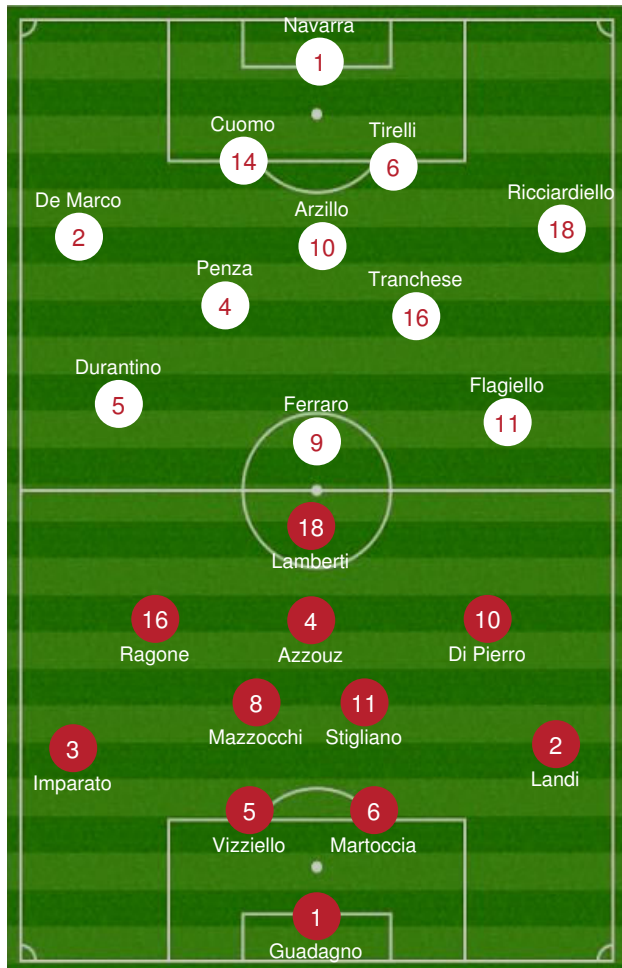 Navarra
1
Cuomo
14
Tirelli
6
De Marco
2
Arzillo
10
Ricciardiello
18
Penza
4
Tranchese
16
Durantino
5
Ferraro
9
Flagiello
11
18
Lamberti
16
Ragone
4
Azzouz
10
Di Pierro
8
Mazzocchi
11
Stigliano
3
Imparato
2
Landi
5
Vizziello
6
Martoccia
1
Guadagno